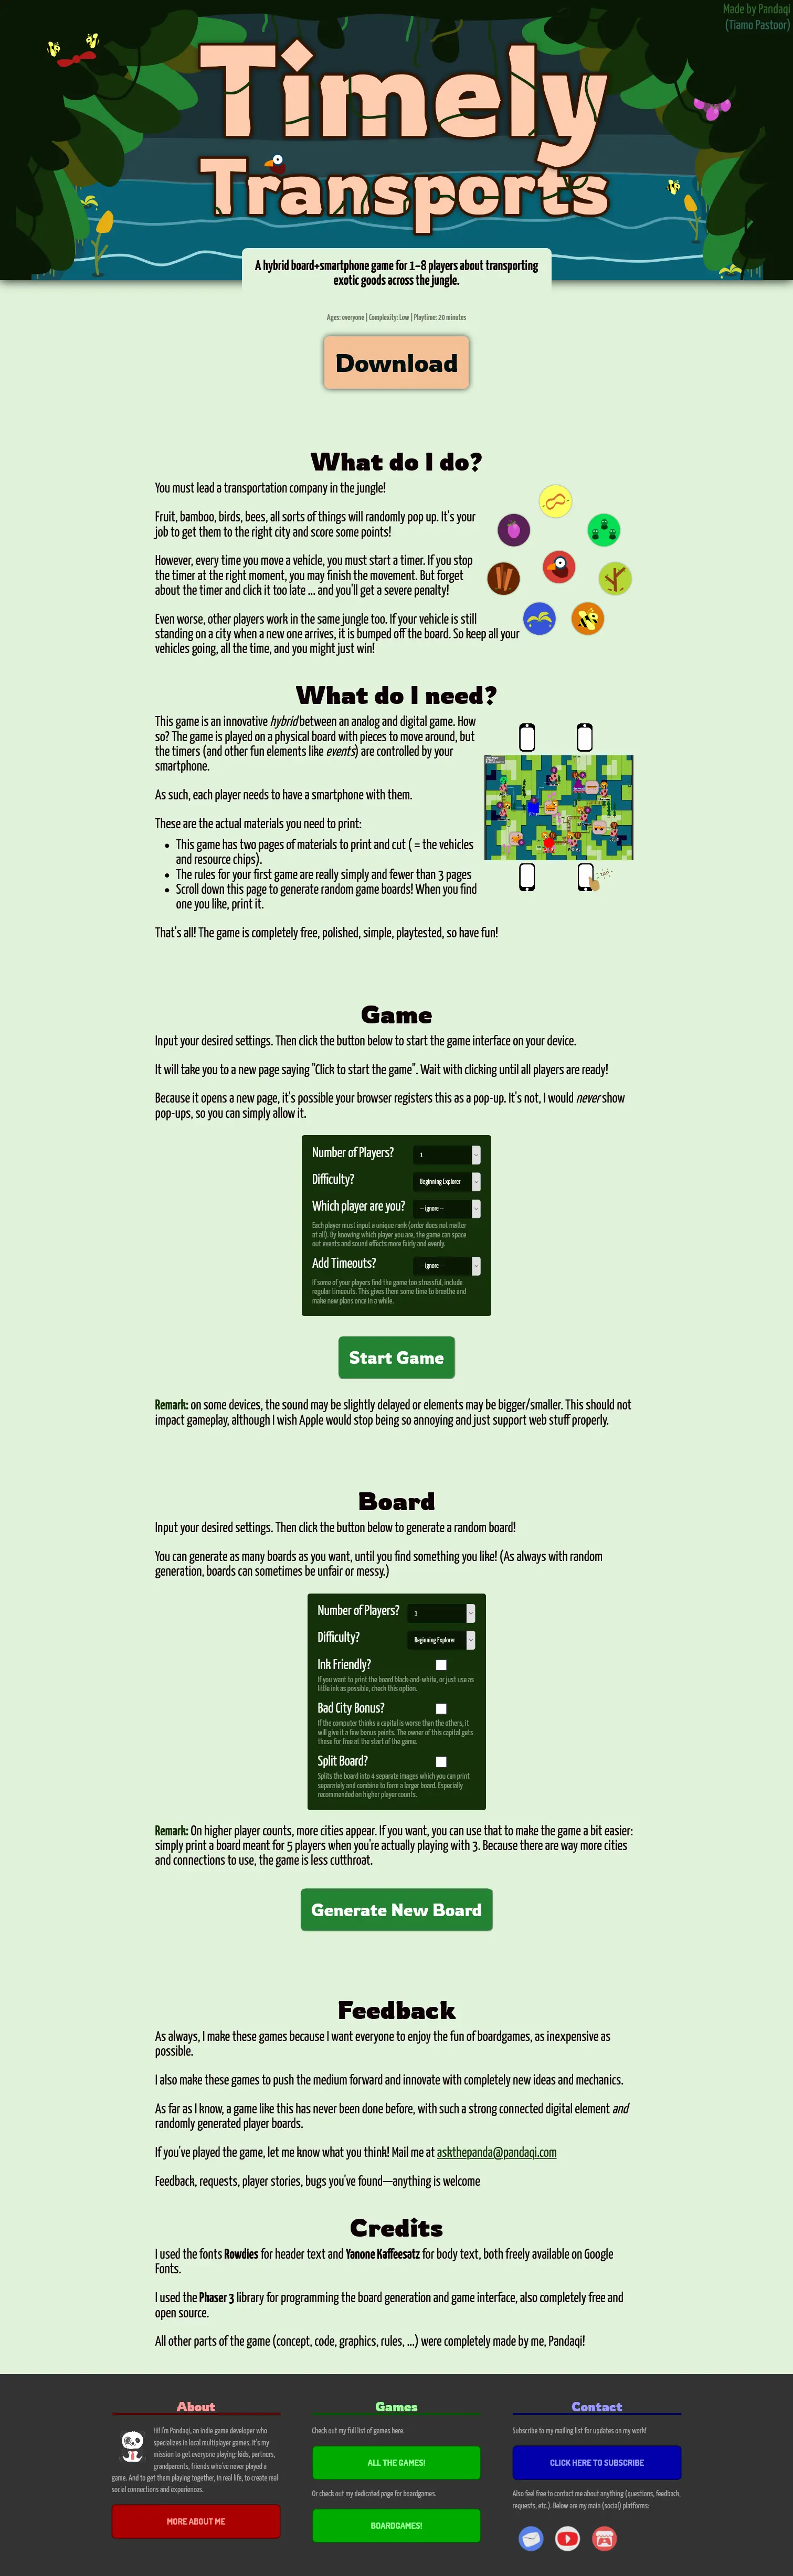 Made by Pandaqi
(Tiamo Pastoor)
Timely
Transports
A hybrid board+smartphone game for 1–8 players about transporting
exotic goods across the jungle.
Ages: everyone | Complexity: Low | Playtime: 20 minutes
Download
What do I do?
You must lead a transportation company in the jungle!
Fruit, bamboo, birds, bees, all sorts of things will randomly pop up. It's your
job to get them to the right city and score some points!
However, every time you move a vehicle, you must start a timer. If you stop
the timer at the right moment, you may finish the movement. But forget
about the timer and click it too late ... and you'll get a severe penalty!
Even worse, other players work in the same jungle too. If your vehicle is still
standing on a city when a new one arrives, it is bumped off the board. So keep all your
vehicles going, all the time, and you might just win!
What do I need?
This game is an innovative hybrid between an analog and digital game. How
so? The game is played on a physical board with pieces to move around, but
the timers (and other fun elements like events) are controlled by your
smartphone.
As such, each player needs to have a smartphone with them.
These are the actual materials you need to print:
• This game has two pages of materials to print and cut ( = the vehicles
and resource chips).
• The rules for your first game are really simply and fewer than 3 pages
• Scroll down this page to generate random game boards! When you find
one you like, print it.
TAP
That's all! The game is completely free, polished, simple, playtested, so have fun!
Game
Input your desired settings. Then click the button below to start the game interface on your device.
It will take you to a new page saying "Click to start the game". Wait with clicking until all players are ready!
Because it opens a new page, it's possible your browser registers this as a pop-up. It's not, I would never show
pop-ups, so you can simply allow it.
Number of Players? 1
Difficulty? Beginning Explorer
Which player are you? -- ignore --
Each player must input a unique rank (order does not matter
at all). By knowing which player you are, the game can space
out events and sound effects more fairly and evenly.
Add Timeouts? -- ignore --
If some of your players find the game too stressful, include
regular timeouts. This gives them some time to breathe and
make new plans once in a while.
Start Game
Remark: on some devices, the sound may be slightly delayed or elements may be bigger/smaller. This should not
impact gameplay, although I wish Apple would stop being so annoying and just support web stuff properly.
Board
Input your desired settings. Then click the button below to generate a random board!
You can generate as many boards as you want, until you find something you like! (As always with random
generation, boards can sometimes be unfair or messy.)
Number of Players? 1
Difficulty? Beginning Explorer
Ink Friendly?
If you want to print the board black-and-white, or just use as
little ink as possible, check this option.
Bad City Bonus?
If the computer thinks a capital is worse then the others, it
will give it a few bonus points. The owner of this capital gets
these for free at the start of the game.
Split Board?
Splits the board into 4 seperate images which you can print
separately and combine to form a larger board. Especially
recommended on higher player counts.
Remark: On higher player counts, more cities appear. If you want, you can use that to make the game a bit easier:
simply print a board meant for 5 players when you're actually playing with 3. Because there are way more cities
and connections to use, the game is less cutthroat.
Generate New Board
Feedback
As always, I make these games because I want everyone to enjoy the fun of boardgames, as inexpensive as
possible.
I also make these games to push the medium forward and innovate with completely new ideas and mechanics.
As far as I know, a game like this has never been done before, with such a strong connected digital element and
randomly generated player boards.
If you've played the game, let me know what you think! Mail me at askthepanda@pandaqi.com
Feedback, requests, player stories, bugs you've found—anything is welcome
Credits
I used the fonts Rowdies for header text and Yanone Kaffeesatz for body text, both freely available on Google
Fonts.
I used the Phaser 3 library for programming the board generation and game interface, also completely free and
open source.
All other parts of the game (concept, code, graphics, rules, ...) were completely made by me, Pandaqi!
About
Hi! I'm Pandaqi, an indie game developer who
specializes in local multiplayer games. It's my
mission to get everyone playing: kids, partners,
grandparents, friends who've never played a
game. And to get them playing together, in real life, to create real
social connections and experiences.
MORE ABOUT ME
Games
Check out my full list of games here.
ALL THE GAMES!
Or check out my dedicated page for boardgames.
BOARDGAMES!
Contact
Subscribe to my mailing list for updates on my work!
CLICK HERE TO SUBSCRIBE
Also feel free to contact me about anything (questions, feedback,
requests, etc.). Below are my main (social) platforms: